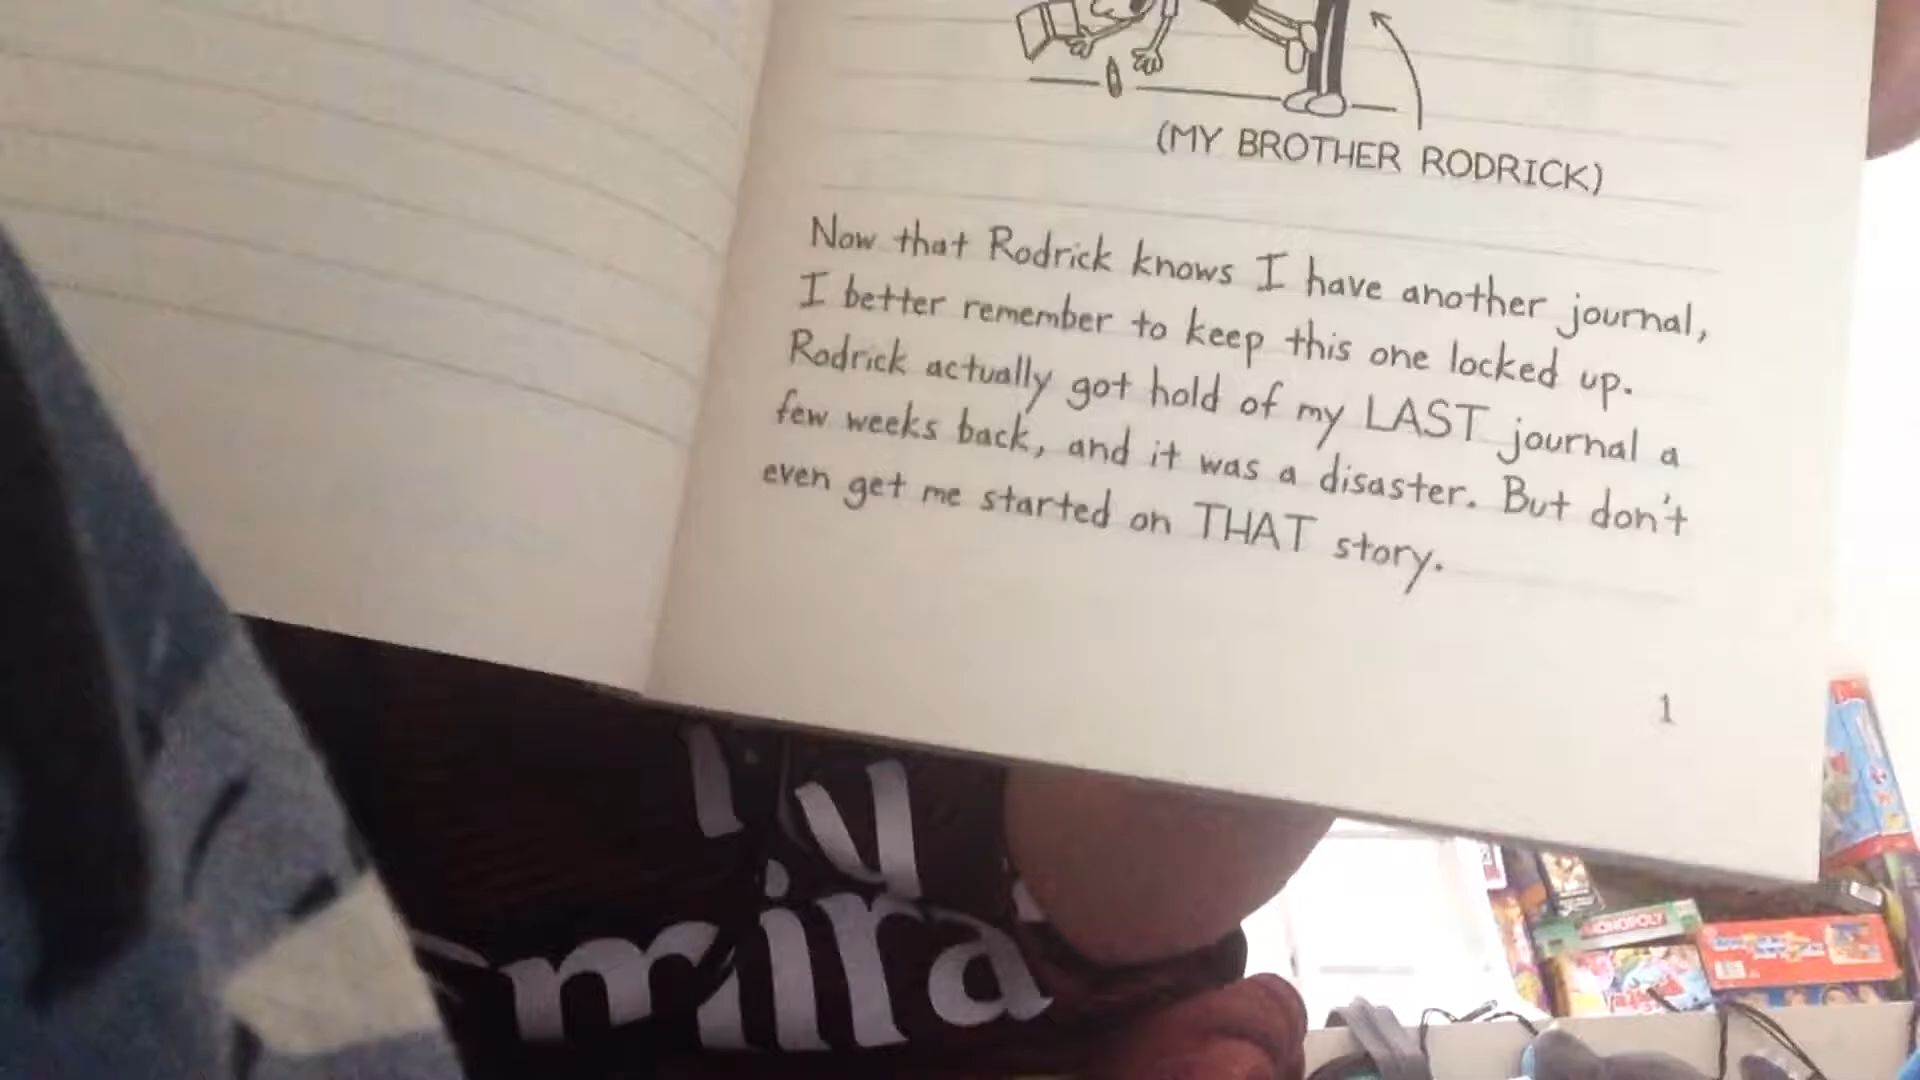 (MY BROTHER RODRICK)
Now that Rodrick knows I have another journal,
I better remember to keep this one locked up.
Rodrick actually got hold of my LAST journal a
few weeks back, and it was a disaster. But don't
even get me started on THAT story.
1
MONOPOLY